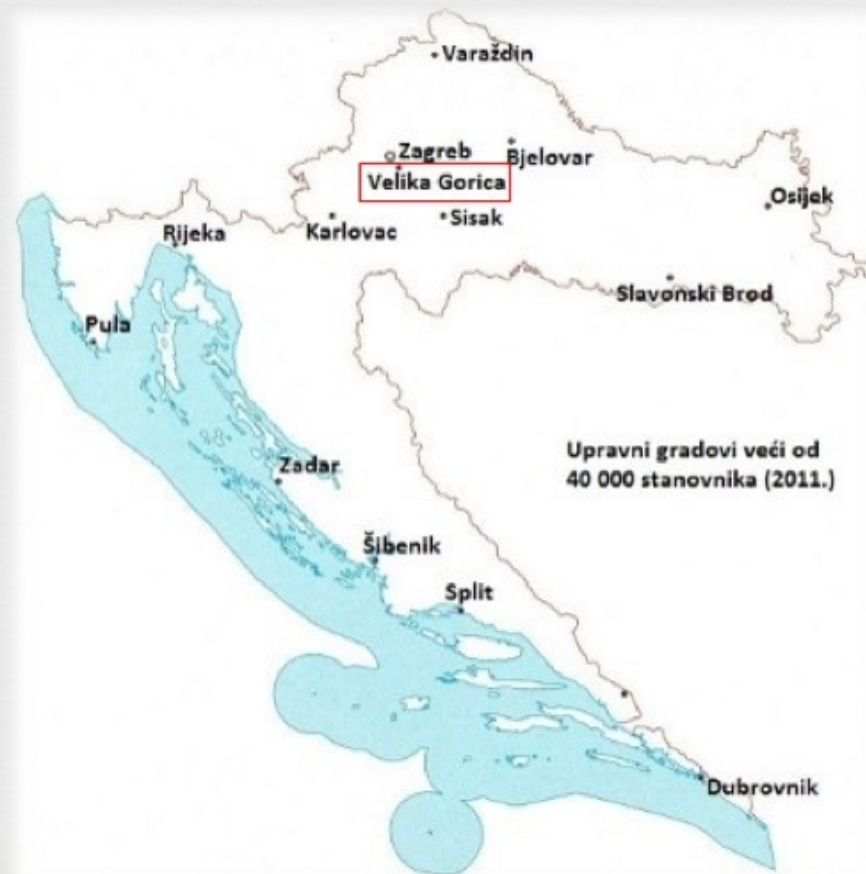 Varaždin
Zagreb
Bjelovar
Velika Gorica
Osijek
Rijeka
Karlovac
Sisak
Slavonski Brod
Pula
Upravni gradovi veći od
40 000 stanovnika (2011.)
Zadar
Šibenik
Split
Dubrovnik